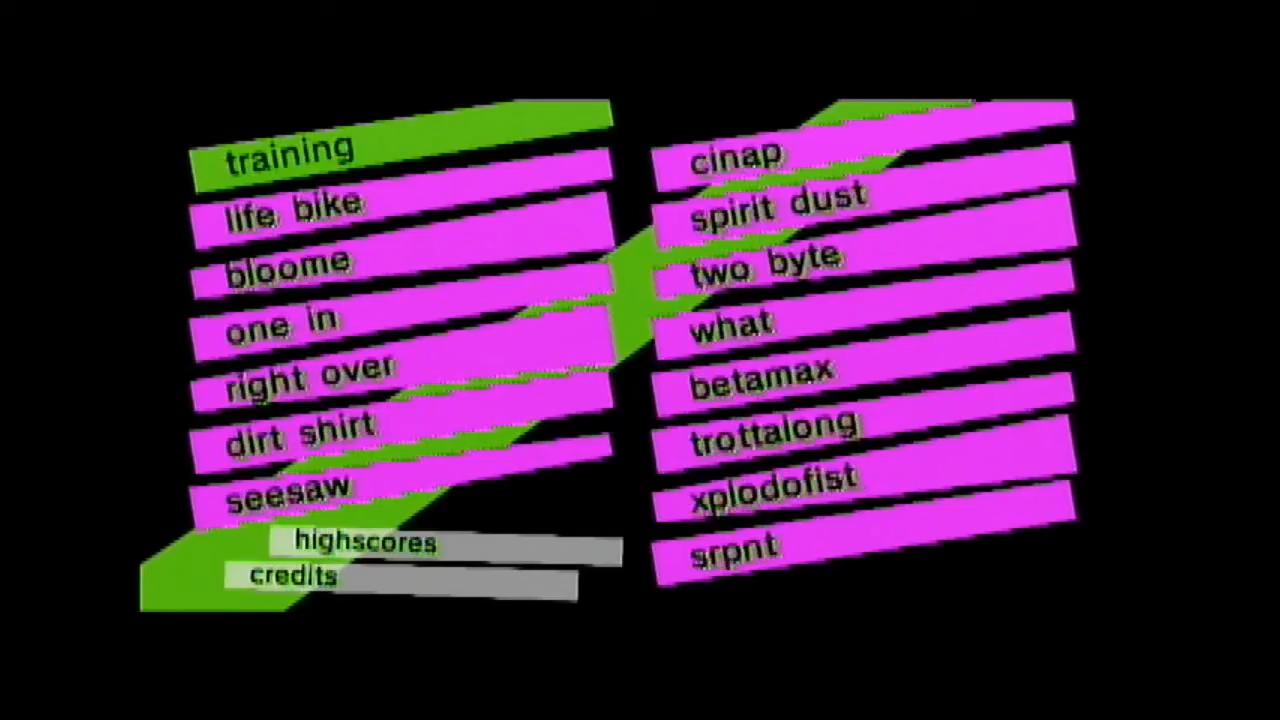 training
life bike
bloome
one in
right over
dirt shirt
seesaw
highscores
credits
cinap
spirit dust
two byte
what
betamax
trottalong
xplodofist
srpnt